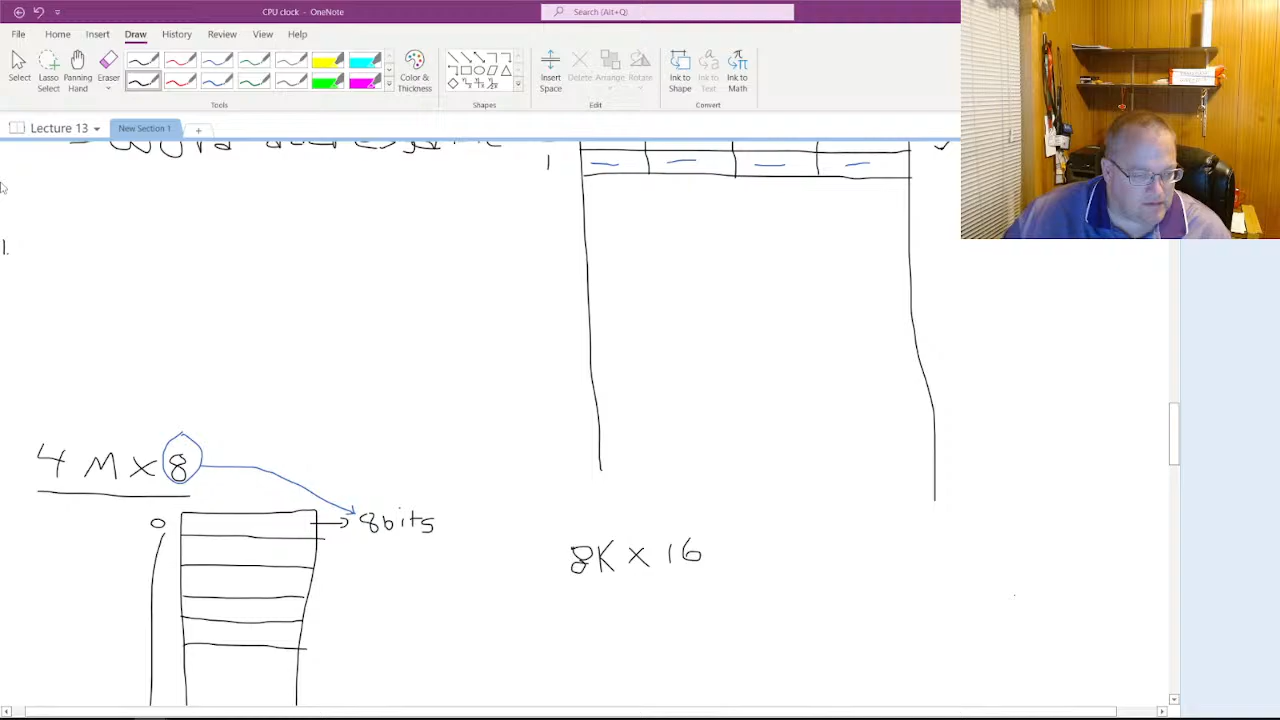 CPU clock - OneNote
Search (Alt+Q)
File Home Insert Draw History Review View Help
Select
Lasso Select
Panning Hand
Eraser
Color & Thickness
Insert Space
Delete
Arrange
Rotate
Ink to Shape
Ink to Text
Ink to Math
Tools
Shapes
Edit
Convert
Lecture 13
New Section 1
+
1
1.
4 M x 8
0
8bits
8K x 16